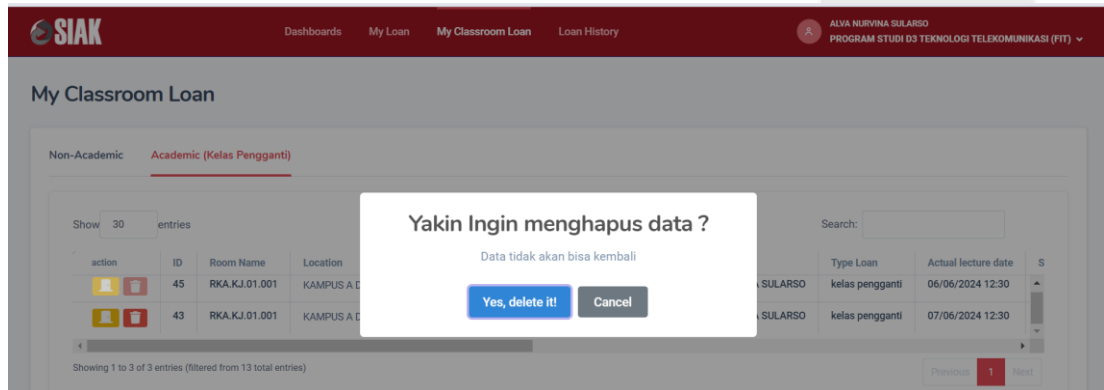 SIAK
Dashboards My Loan My Classroom Loan Loan History
ALVA NURVINA SULARSO
PROGRAM STUDI D3 TEKNOLOGI TELEKOMUNIKASI (FIT)
My Classroom Loan
Non-Academic Academic (Kelas Pengganti)
Show 30 entries Search:
Yakin Ingin menghapus data ?
Data tidak akan bisa kembali
Yes, delete it! Cancel
action ID Room Name Location Type Loan Actual lecture date S
45 RKA.KJ.01.001 KAMPUS A SULARSO kelas pengganti 06/06/2024 12:30
43 RKA.KJ.01.001 KAMPUS A SULARSO kelas pengganti 07/06/2024 12:30
Showing 1 to 3 of 3 entries (filtered from 13 total entries)
Previous 1 Next